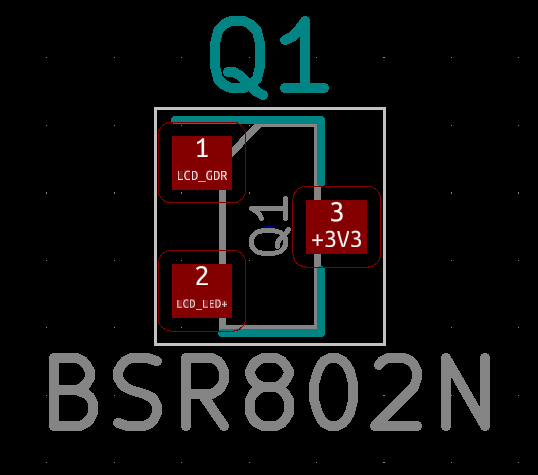 Q1
1
LCD_GDR
Q1
3
+3V3
2
LCD_LED+
BSR802N